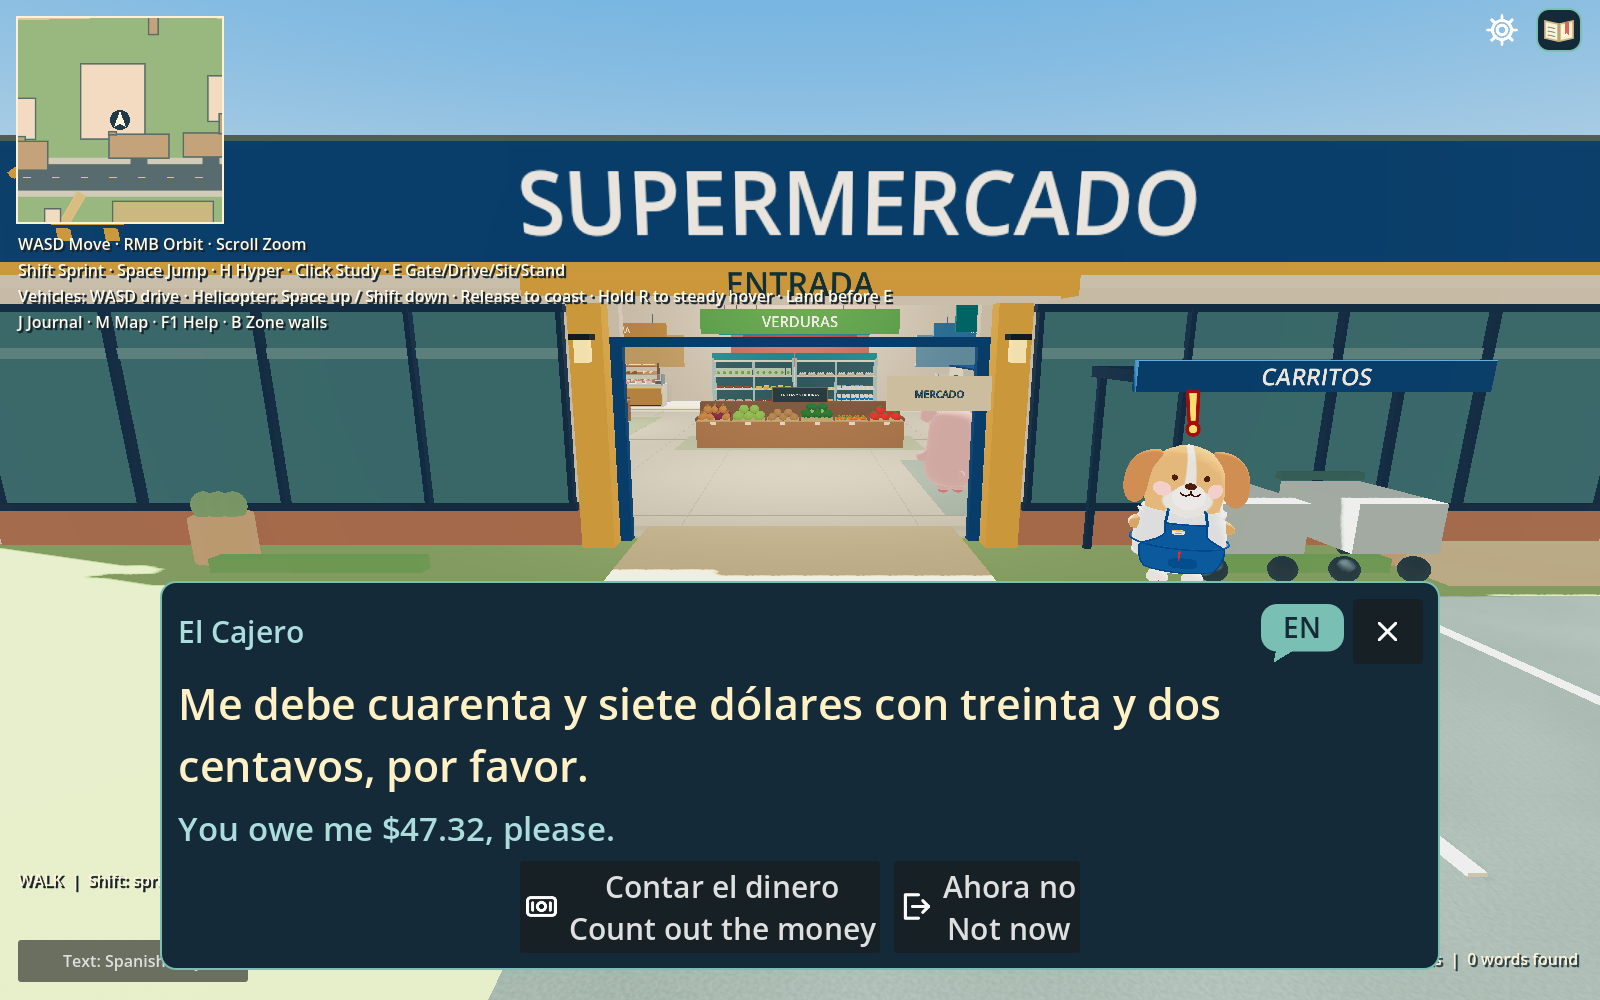 SUPERMERCADO
ENTRADA
WASD Move · RMB Orbit · Scroll Zoom
Shift Sprint · Space Jump · H Hyper · Click Study · E Gate/Drive/Sit/Stand
Vehicles: WASD drive · Helicopter: Space up / Shift down · Release to coast · Hold R to steady hover · Land before E
J Journal · M Map · F1 Help · B Zone walls
VERDURAS
MERCADO
CARRITOS
El Cajero
EN
Me debe cuarenta y siete dólares con treinta y dos
centavos, por favor.
You owe me $47.32, please.
Contar el dinero
Count out the money
Ahora no
Not now
WALK | Shift:
Text: Spanish
| 0 words found